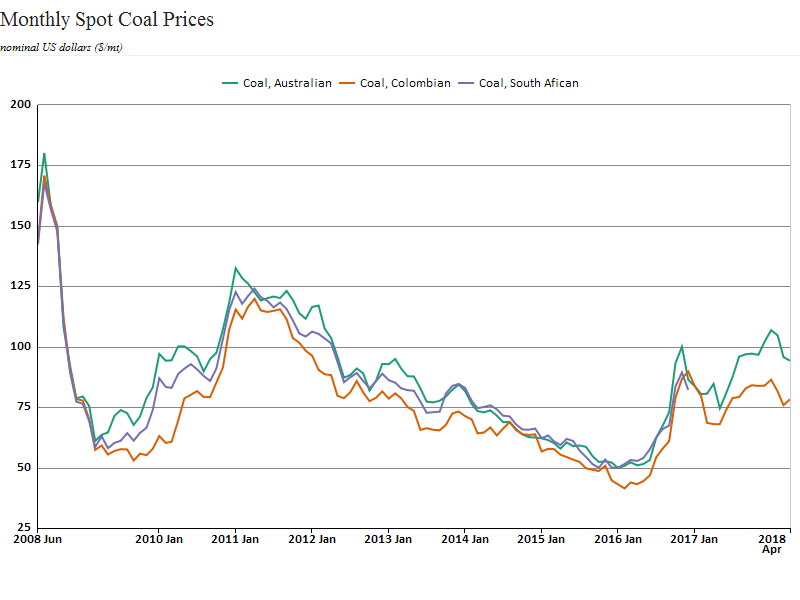 Monthly Spot Coal Prices
nominal US dollars ($/mt)
Coal, Australian Coal, Colombian Coal, South Afican
200
175
150
125
100
75
50
25
2008 Jun 2010 Jan 2011 Jan 2012 Jan 2013 Jan 2014 Jan 2015 Jan 2016 Jan 2017 Jan 2018
Apr